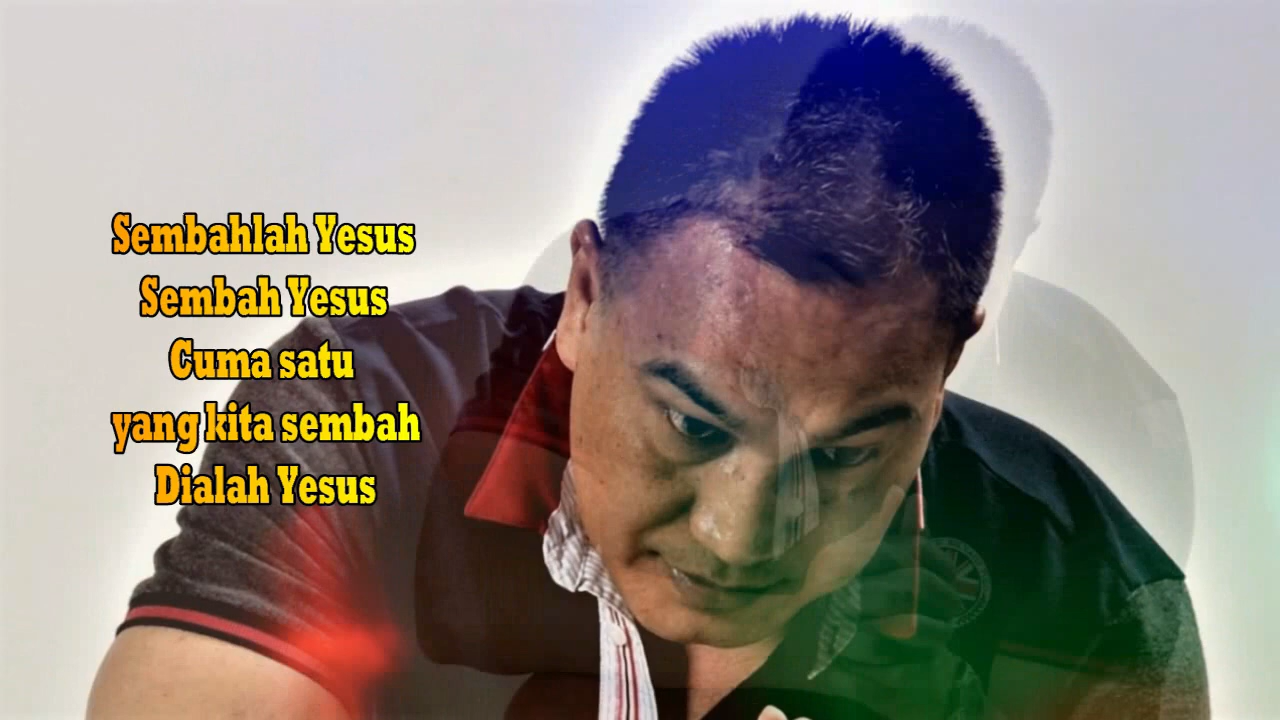 Sembahlah Yesus
Sembah Yesus
Cuma satu
yang kita sembah
Dialah Yesus